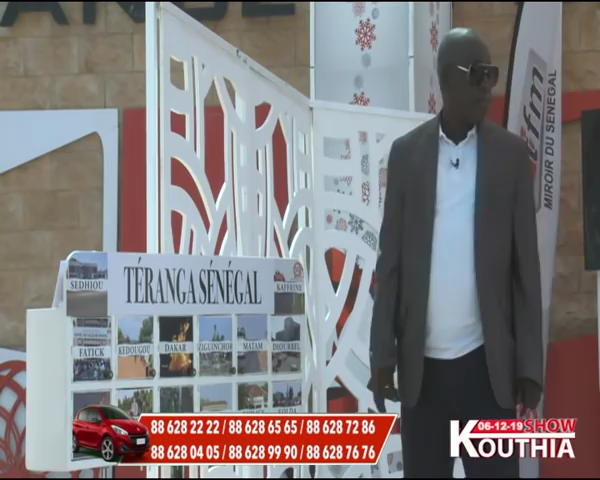 ifm
MIROIR DU SENEGAL
TÉRANGA SÉNÉGAL
SEDHIOU
KAFFRINE
FATICK
KEDOUGOU
DAKAR
ZIGUINCHOR
MATAM
DIOURBEL
88 628 22 22 / 88 628 65 65 / 88 628 72 86
88 628 04 05 / 88 628 99 90 / 88 628 76 76
06-12-19 SHOW
KOUTHIA